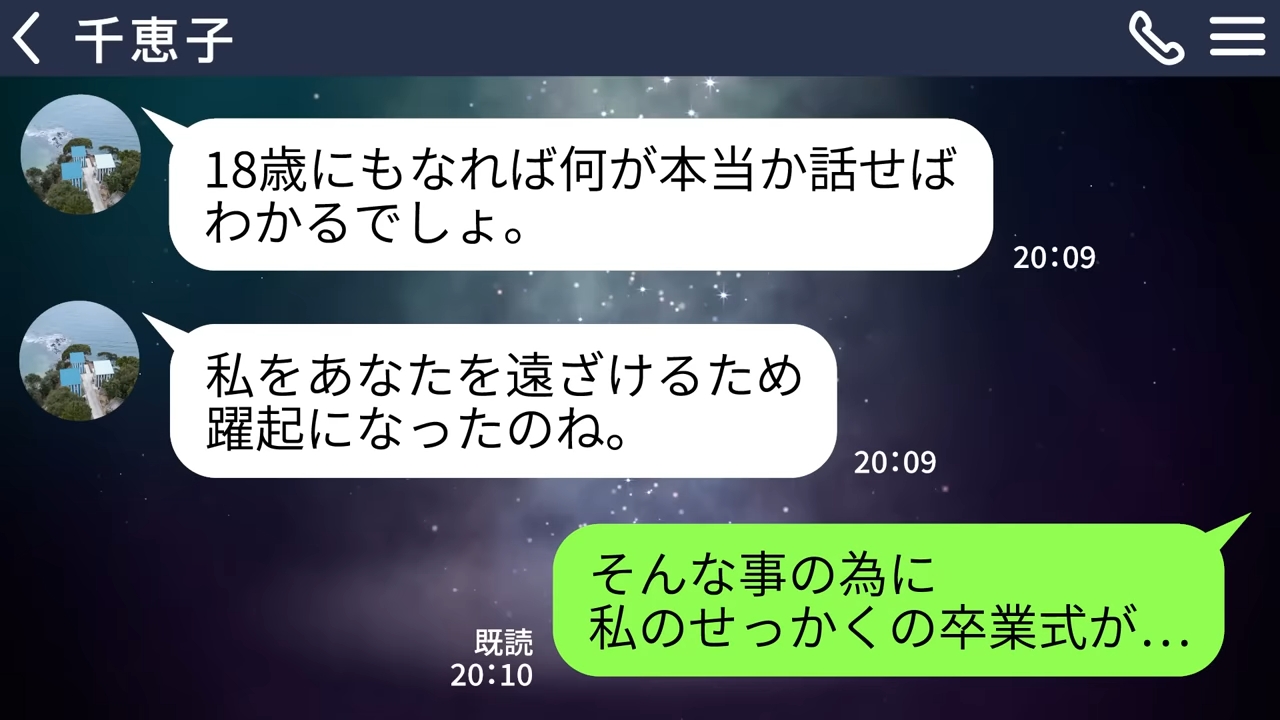 千恵子
18歳にもなれば何が本当か話せば
わかるでしょ。
20:09
私をあなたを遠ざけるため
躍起になったのね。
20:09
そんな事の為に
私のせっかくの卒業式が…
既読
20:10